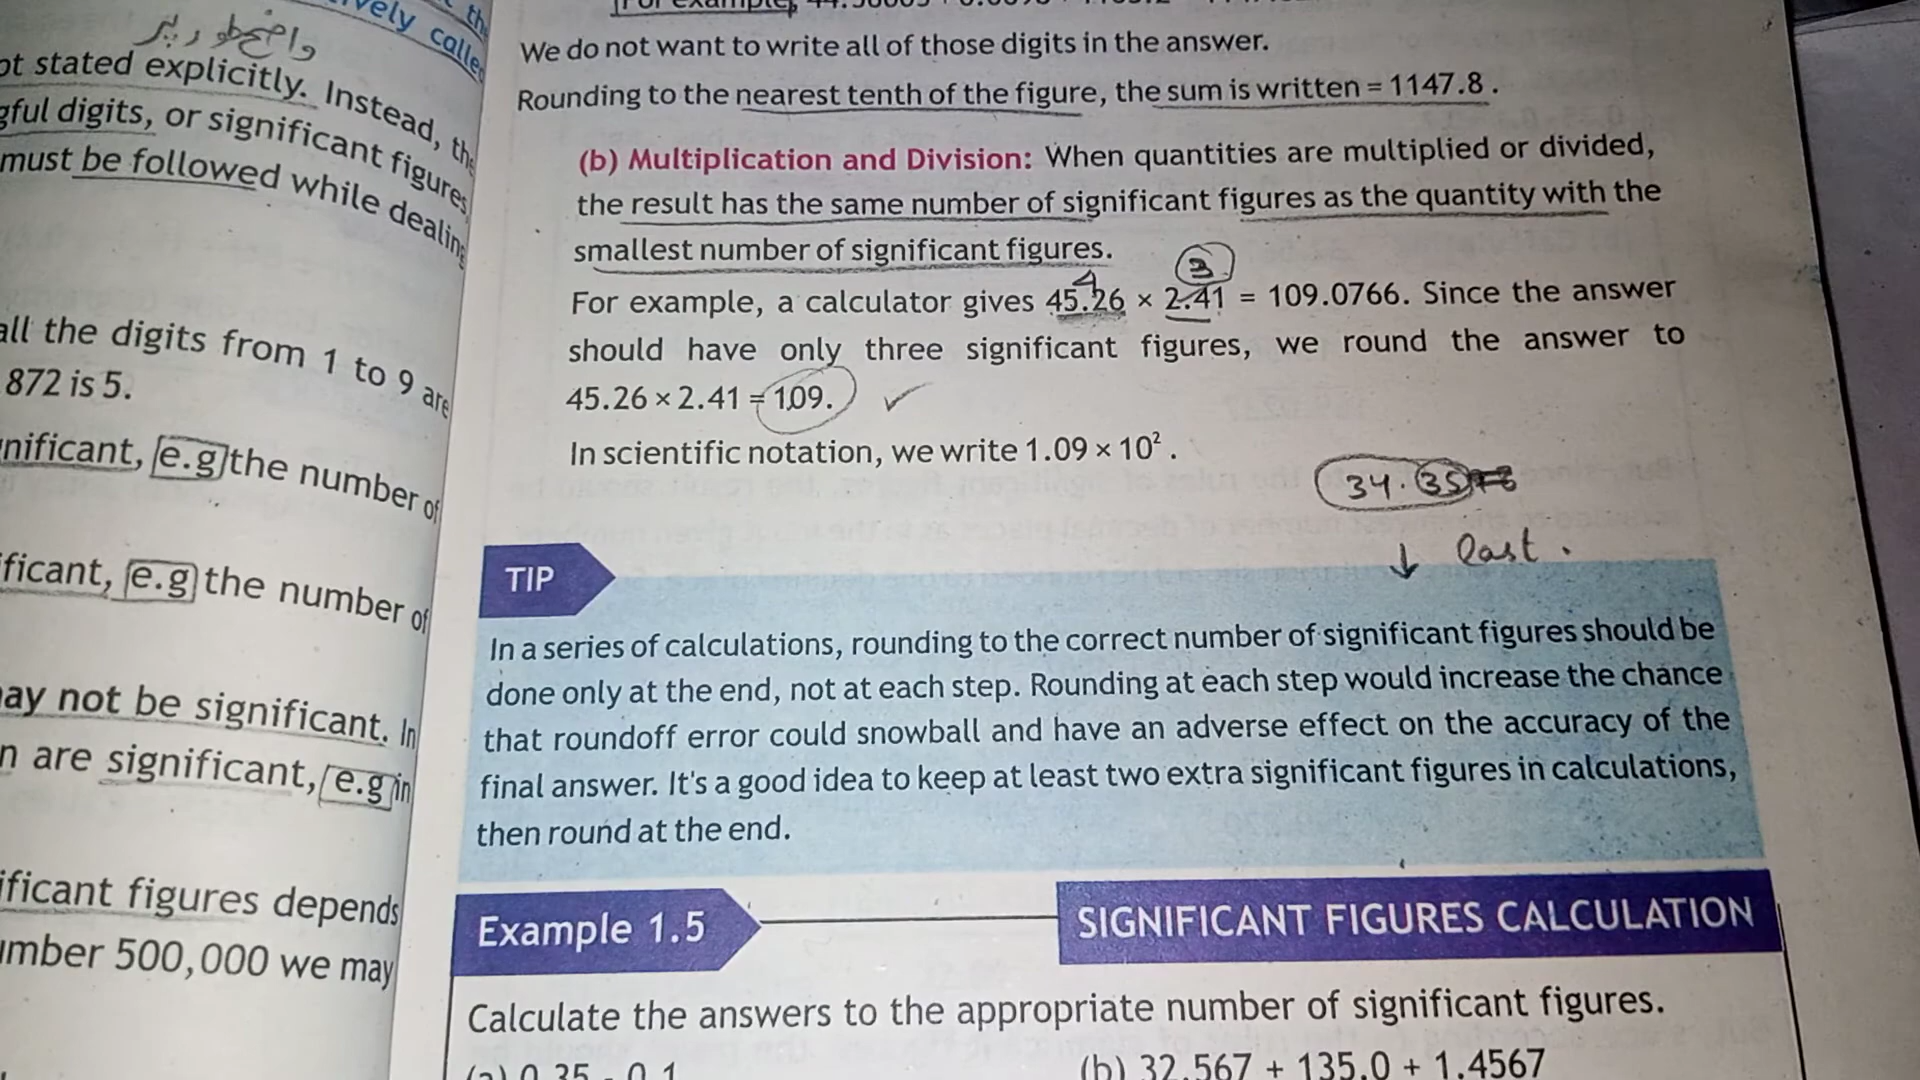 واضح طور پر
vely called
ot stated explicitly. Instead, the
gful digits, or significant figures
must be followed while dealing
all the digits from 1 to 9 are
872 is 5.
nificant, e.g the number of
ificant, e.g the number of
may not be significant. In
n are significant, e.g in
ificant figures depends
umber 500,000 we may
For example,
We do not want to write all of those digits in the answer.
Rounding to the nearest tenth of the figure, the sum is written = 1147.8.
(b) Multiplication and Division: When quantities are multiplied or divided,
the result has the same number of significant figures as the quantity with the
smallest number of significant figures.
4 3
For example, a calculator gives 45.26 × 2.41 = 109.0766. Since the answer
should have only three significant figures, we round the answer to
45.26 × 2.41 = 109.
In scientific notation, we write 1.09 × 10².
34.35
↓ last.
TIP
In a series of calculations, rounding to the correct number of significant figures should be
done only at the end, not at each step. Rounding at each step would increase the chance
that roundoff error could snowball and have an adverse effect on the accuracy of the
final answer. It's a good idea to keep at least two extra significant figures in calculations,
then round at the end.
Example 1.5
SIGNIFICANT FIGURES CALCULATION
Calculate the answers to the appropriate number of significant figures.
(a) 0.35 - 0.1 (b) 32.567 + 135.0 + 1.4567